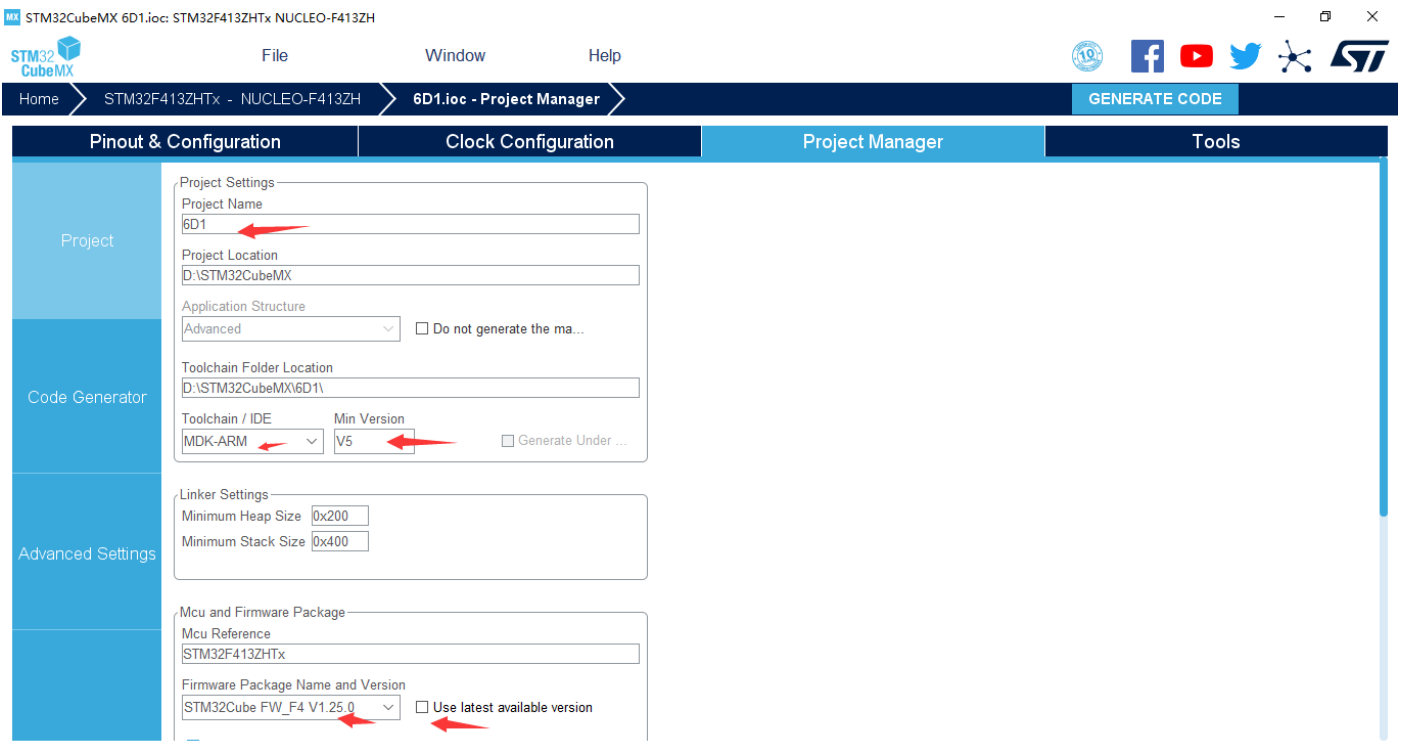 MX STM32CubeMX 6D1.ioc: STM32F413ZHTx NUCLEO-F413ZH
STM32 CubeMX
File Window Help
10
ST
Home STM32F413ZHTx - NUCLEO-F413ZH 6D1.ioc - Project Manager GENERATE CODE
Pinout & Configuration Clock Configuration Project Manager Tools
Project
Code Generator
Advanced Settings
Project Settings
Project Name
6D1
Project Location
D:\STM32CubeMX
Application Structure
Advanced Do not generate the ma...
Toolchain Folder Location
D:\STM32CubeMX\6D1\
Toolchain / IDE Min Version
MDK-ARM V5 Generate Under ...
Linker Settings
Minimum Heap Size 0x200
Minimum Stack Size 0x400
Mcu and Firmware Package
Mcu Reference
STM32F413ZHTx
Firmware Package Name and Version
STM32Cube FW_F4 V1.25.0 Use latest available version